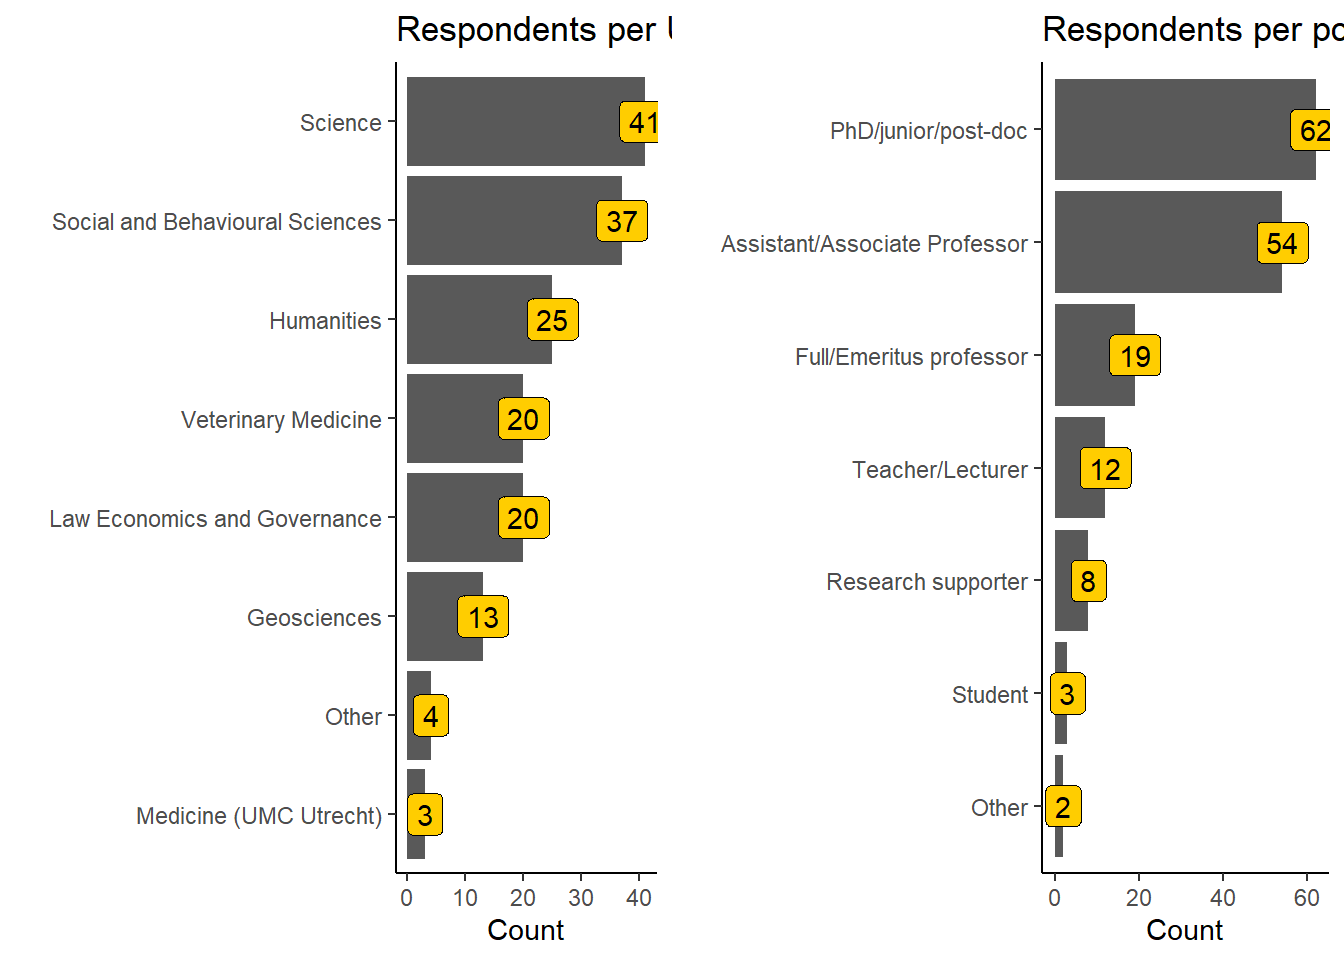 Respondents per
Science
41
Social and Behavioural Sciences
37
Humanities
25
Veterinary Medicine
20
Law Economics and Governance
20
Geosciences
13
Other
4
Medicine (UMC Utrecht)
3
0 10 20 30 40
Count
Respondents per po
PhD/junior/post-doc
62
Assistant/Associate Professor
54
Full/Emeritus professor
19
Teacher/Lecturer
12
Research supporter
8
Student
3
Other
2
0 20 40 60
Count